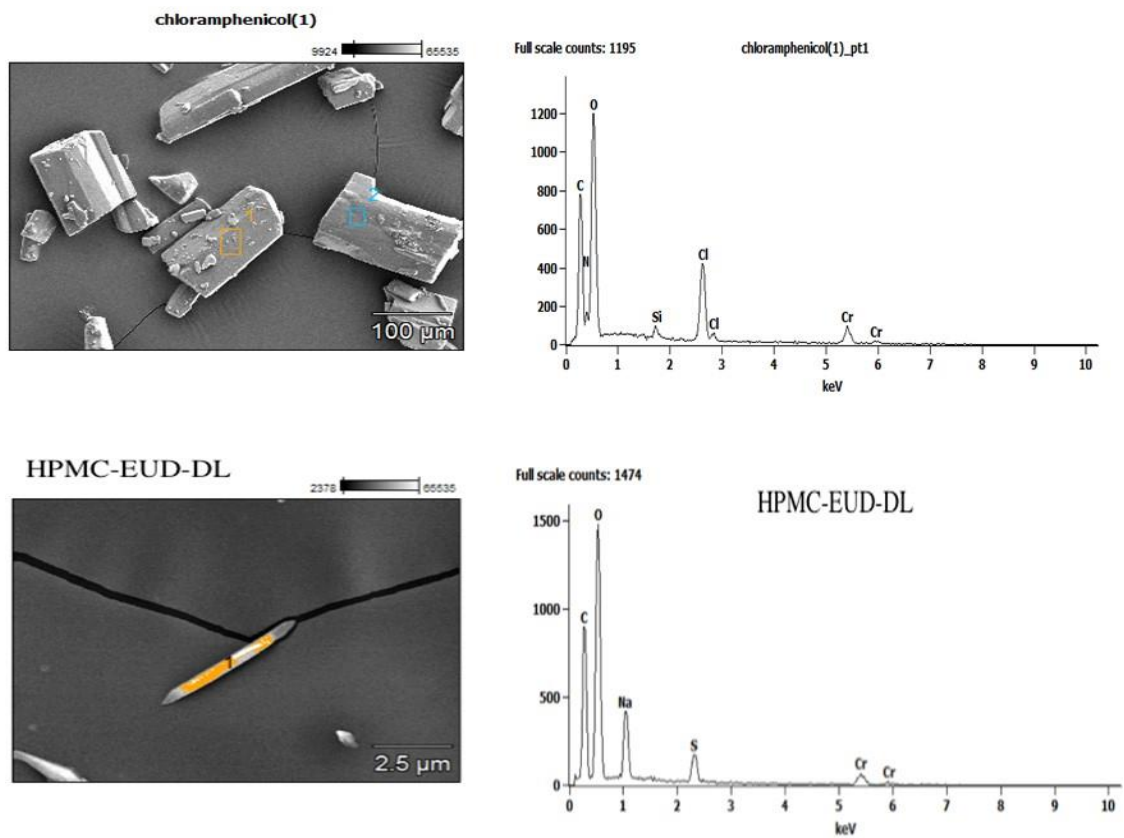 chloramphenicol(1)
9924 65535
1
2
100 µm
Full scale counts: 1195 chloramphenicol(1)_pt1
1200
1000
800
600
400
200
0
O
C
N
Si
Cl
Cl
Cr
Cr
0 1 2 3 4 5 6 7 8 9 10
keV
HPMC-EUD-DL
2378 65535
1
2.5 µm
Full scale counts: 1474
HPMC-EUD-DL
1500
1000
500
0
O
C
Na
S
Cr
Cr
0 1 2 3 4 5 6 7 8 9 10
keV